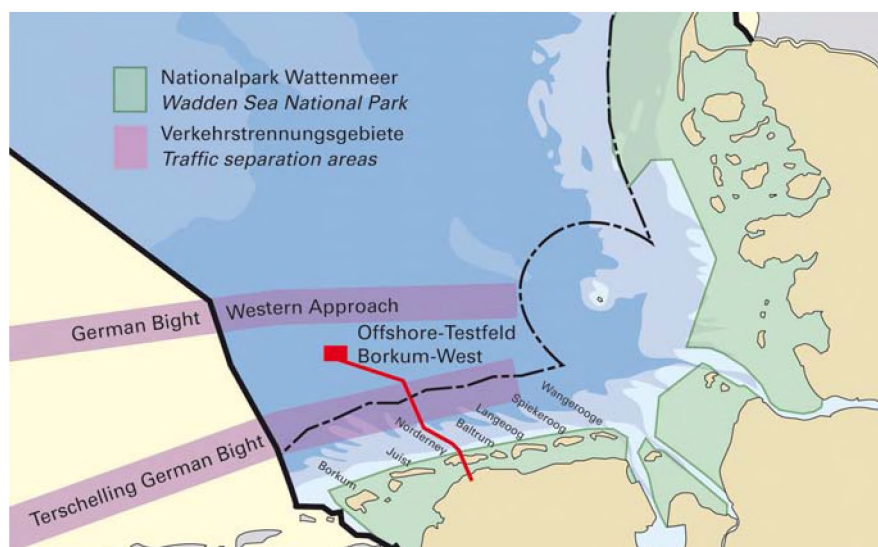 Nationalpark Wattenmeer
Wadden Sea National Park
Verkehrstrennungsgebiete
Traffic separation areas
German Bight
Western Approach
Offshore-Testfeld
Borkum-West
Terschelling German Bight
Borkum
Juist
Norderney
Baltrum
Langeoog
Spiekeroog
Wangerooge